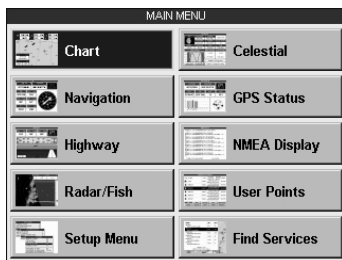 MAIN MENU
Chart
Celestial
Navigation
GPS Status
Highway
NMEA Display
Radar/Fish
User Points
Setup Menu
Find Services